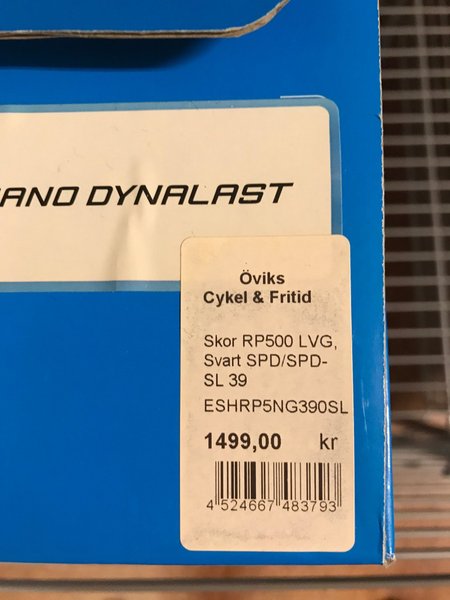 ANO DYNALAST
Öviks
Cykel & Fritid
Skor RP500 LVG,
Svart SPD/SPD-
SL 39
ESHRP5NG390SL
1499,00 kr
4 524667 483793